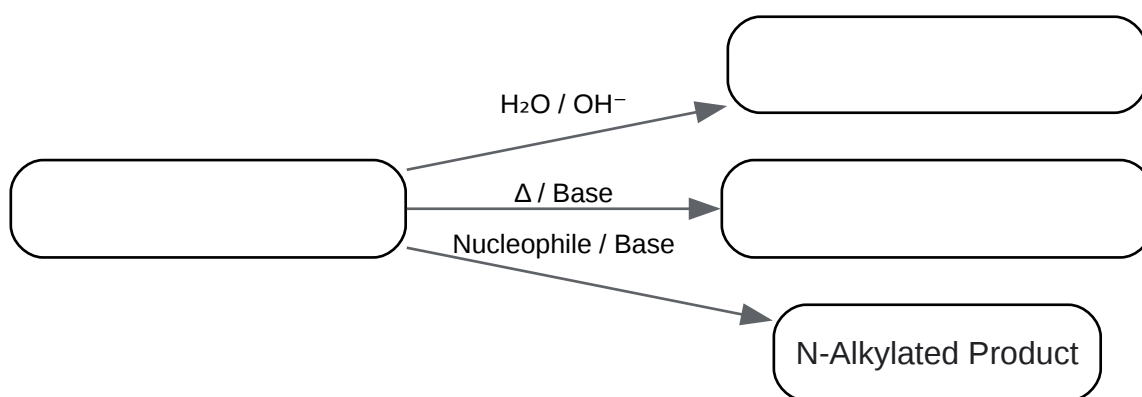 H₂O / OH⁻
Δ / Base
Nucleophile / Base
N-Alkylated Product